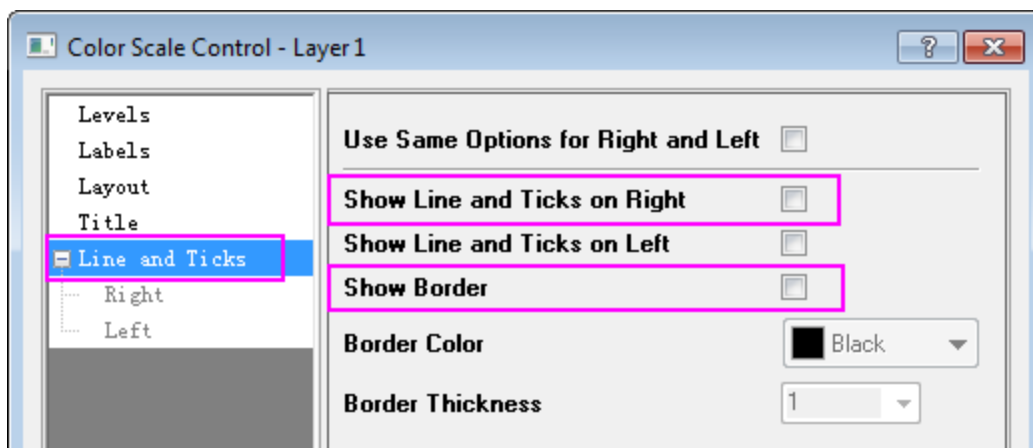 Color Scale Control - Layer1
Levels
Labels
Layout
Title
Line and Ticks
Right
Left
Use Same Options for Right and Left
Show Line and Ticks on Right
Show Line and Ticks on Left
Show Border
Border Color
Black
Border Thickness
1